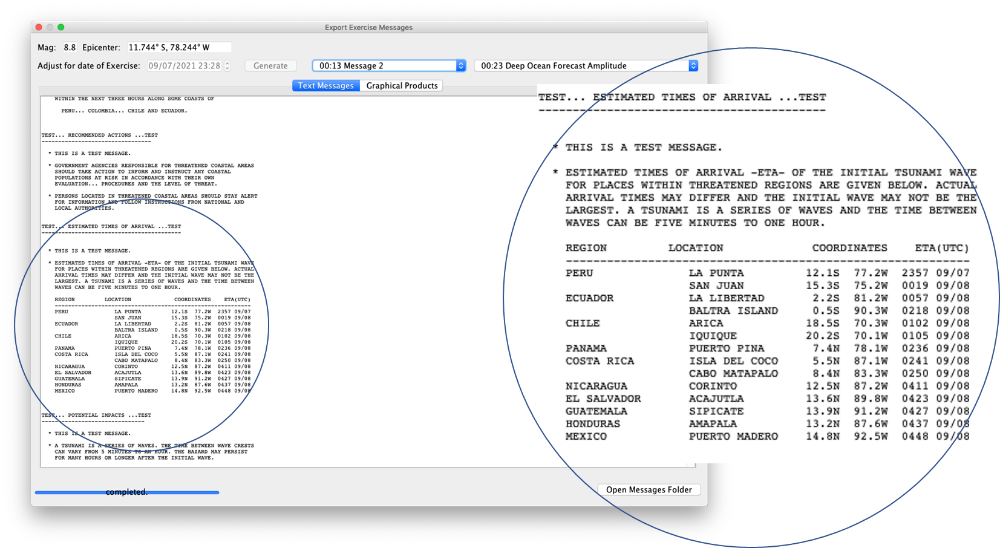 Export Exercise Messages
Mag: 8.8 Epicenter: 11.744° S, 78.244° W
Adjust for date of Exercise: 09/07/2021 23:28 Generate 00:13 Message 2 00:23 Deep Ocean Forecast Amplitude
Text Messages Graphical Products
WITHIN THE NEXT THREE HOURS ALONG SOME COASTS OF
PERU... COLOMBIA... CHILE AND ECUADOR.
TEST... RECOMMENDED ACTIONS ...TEST
---------------------------------
* THIS IS A TEST MESSAGE.
* GOVERNMENT AGENCIES RESPONSIBLE FOR THREATENED COASTAL AREAS
SHOULD TAKE ACTION TO INFORM AND INSTRUCT ANY COASTAL
POPULATIONS AT RISK IN ACCORDANCE WITH THEIR OWN
EVALUATION... PROCEDURES AND THE LEVEL OF THREAT.
* PERSONS LOCATED IN THREATENED COASTAL AREAS SHOULD STAY ALERT
FOR INFORMATION AND FOLLOW INSTRUCTIONS FROM NATIONAL AND
LOCAL AUTHORITIES.
TEST... ESTIMATED TIMES OF ARRIVAL ...TEST
------------------------------------------
* THIS IS A TEST MESSAGE.
* ESTIMATED TIMES OF ARRIVAL -ETA- OF THE INITIAL TSUNAMI WAVE
FOR PLACES WITHIN THREATENED REGIONS ARE GIVEN BELOW. ACTUAL
ARRIVAL TIMES MAY DIFFER AND THE INITIAL WAVE MAY NOT BE THE
LARGEST. A TSUNAMI IS A SERIES OF WAVES AND THE TIME BETWEEN
WAVES CAN BE FIVE MINUTES TO ONE HOUR.
REGION LOCATION COORDINATES ETA(UTC)
-----------------------------------------------------------
PERU LA PUNTA 12.1S 77.2W 2357 09/07
SAN JUAN 15.3S 75.2W 0019 09/08
ECUADOR LA LIBERTAD 2.2S 81.2W 0057 09/08
BALTRA ISLAND 0.5S 90.3W 0218 09/08
CHILE ARICA 18.5S 70.3W 0102 09/08
IQUIQUE 20.2S 70.1W 0105 09/08
PANAMA PUERTO PINA 7.4N 78.1W 0236 09/08
COSTA RICA ISLA DEL COCO 5.5N 87.1W 0241 09/08
CABO MATAPALO 8.4N 83.3W 0250 09/08
NICARAGUA CORINTO 12.5N 87.2W 0411 09/08
EL SALVADOR ACAJUTLA 13.6N 89.8W 0423 09/08
GUATEMALA SIPICATE 13.9N 91.2W 0427 09/08
HONDURAS AMAPALA 13.2N 87.6W 0437 09/08
MEXICO PUERTO MADERO 14.8N 92.5W 0448 09/08
TEST... POTENTIAL IMPACTS ...TEST
-------------------------------
* THIS IS A TEST MESSAGE.
* A TSUNAMI IS A SERIES OF WAVES. THE TIME BETWEEN WAVE CRESTS
CAN VARY FROM 5 MINUTES TO AN HOUR. THE HAZARD MAY PERSIST
FOR MANY HOURS OR LONGER AFTER THE INITIAL WAVE.
completed.
Open Messages Folder
TEST... ESTIMATED TIMES OF ARRIVAL ...TEST
------------------------------------------
* THIS IS A TEST MESSAGE.
* ESTIMATED TIMES OF ARRIVAL -ETA- OF THE INITIAL TSUNAMI WAVE
FOR PLACES WITHIN THREATENED REGIONS ARE GIVEN BELOW. ACTUAL
ARRIVAL TIMES MAY DIFFER AND THE INITIAL WAVE MAY NOT BE THE
LARGEST. A TSUNAMI IS A SERIES OF WAVES AND THE TIME BETWEEN
WAVES CAN BE FIVE MINUTES TO ONE HOUR.
REGION LOCATION COORDINATES ETA(UTC)
-----------------------------------------------------------
PERU LA PUNTA 12.1S 77.2W 2357 09/07
SAN JUAN 15.3S 75.2W 0019 09/08
ECUADOR LA LIBERTAD 2.2S 81.2W 0057 09/08
BALTRA ISLAND 0.5S 90.3W 0218 09/08
CHILE ARICA 18.5S 70.3W 0102 09/08
IQUIQUE 20.2S 70.1W 0105 09/08
PANAMA PUERTO PINA 7.4N 78.1W 0236 09/08
COSTA RICA ISLA DEL COCO 5.5N 87.1W 0241 09/08
CABO MATAPALO 8.4N 83.3W 0250 09/08
NICARAGUA CORINTO 12.5N 87.2W 0411 09/08
EL SALVADOR ACAJUTLA 13.6N 89.8W 0423 09/08
GUATEMALA SIPICATE 13.9N 91.2W 0427 09/08
HONDURAS AMAPALA 13.2N 87.6W 0437 09/08
MEXICO PUERTO MADERO 14.8N 92.5W 0448 09/08